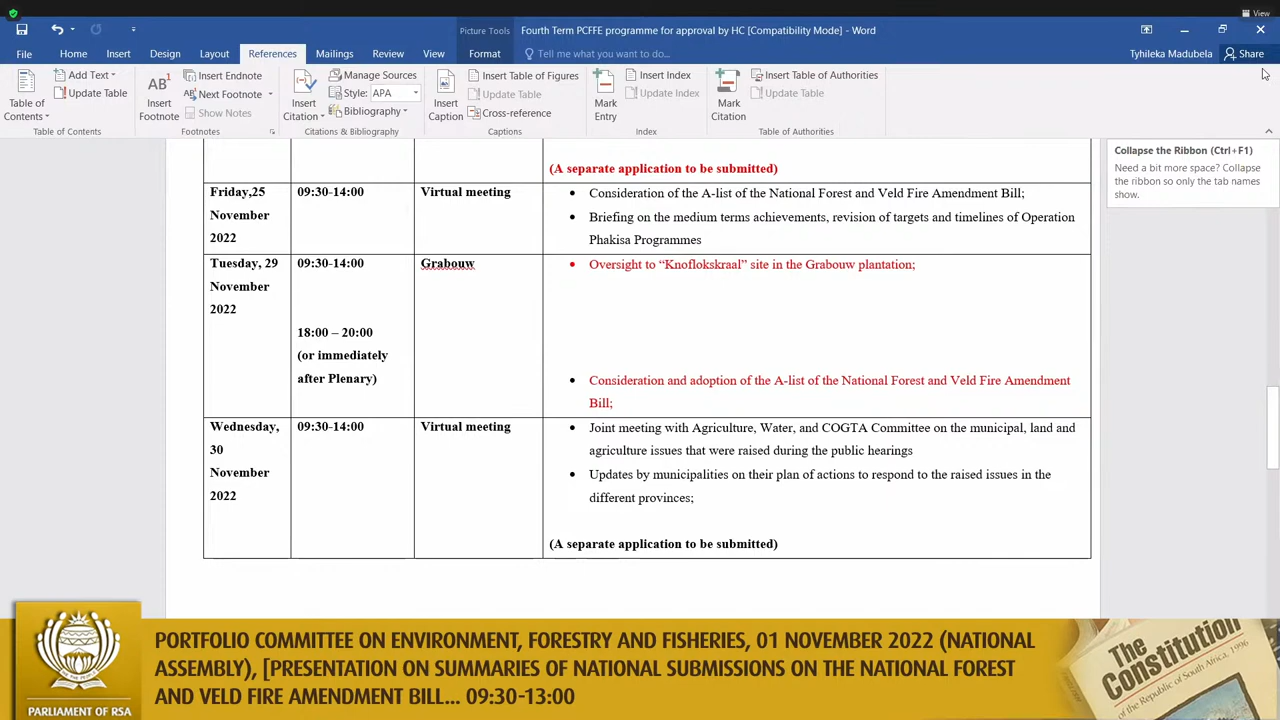 View
Picture Tools
Fourth Term PCFFE programme for approval by HC [Compatibility Mode] - Word
File Home Insert Design Layout References Mailings Review View Format Tell me what you want to do...
Tyhileka Madubela Share
Table of Contents
Add Text
Update Table
Table of Contents
AB1
Insert Footnote
Insert Endnote
Next Footnote
Show Notes
Footnotes
Insert Citation
Manage Sources
Style: APA
Bibliography
Citations & Bibliography
Insert Caption
Insert Table of Figures
Update Table
Cross-reference
Captions
Mark Entry
Insert Index
Update Index
Index
Mark Citation
Insert Table of Authorities
Update Table
Table of Authorities
Collapse the Ribbon (Ctrl+F1)
Need a bit more space? Collapse
the ribbon so only the tab names
show.
(A separate application to be submitted)
Friday,25
November
2022
09:30-14:00
Virtual meeting
• Consideration of the A-list of the National Forest and Veld Fire Amendment Bill;
• Briefing on the medium terms achievements, revision of targets and timelines of Operation
Phakisa Programmes
Tuesday, 29
November
2022
09:30-14:00
18:00 – 20:00
(or immediately
after Plenary)
Grabouw
• Oversight to “Knoflokskraal” site in the Grabouw plantation;
• Consideration and adoption of the A-list of the National Forest and Veld Fire Amendment
Bill;
Wednesday,
30
November
2022
09:30-14:00
Virtual meeting
• Joint meeting with Agriculture, Water, and COGTA Committee on the municipal, land and
agriculture issues that were raised during the public hearings
• Updates by municipalities on their plan of actions to respond to the raised issues in the
different provinces;
(A separate application to be submitted)
PARLIAMENT OF RSA
PORTFOLIO COMMITTEE ON ENVIRONMENT, FORESTRY AND FISHERIES, 01 NOVEMBER 2022 (NATIONAL
ASSEMBLY), [PRESENTATION ON SUMMARIES OF NATIONAL SUBMISSIONS ON THE NATIONAL FOREST
AND VELD FIRE AMENDMENT BILL... 09:30-13:00
The
Constitution
of the Republic of South Africa, 1996